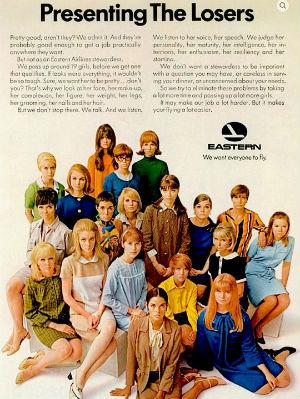 Presenting The Losers
Pretty good, aren't they? We admit it. And they're
probably good enough to get a job practically
anywhere they want.
But not as an Eastern Airlines stewardess.
We pass up around 19 girls, before we get one
that qualifies. If looks were everything, it wouldn't
be so tough. Sure, we want her to be pretty... don't
you? That's why we look at her face, her make-up,
her complexion, her figure, her weight, her legs,
her grooming, her nails and her hair.
But we don't stop there. We talk. And we listen.
We listen to her voice, her speech. We judge her
personality, her maturity, her intelligence, her in-
tentions, her enthusiasm, her resiliency and her
stamina.
We don't want a stewardess to be impatient
with a question you may have, or careless in serv-
ing your dinner, or unconcerned about your needs.
So we try to eliminate these problems by taking
a lot more time and passing up a lot more girls.
It may make our job a lot harder. But it makes
your flying a lot easier.
EASTERN
We want everyone to fly.